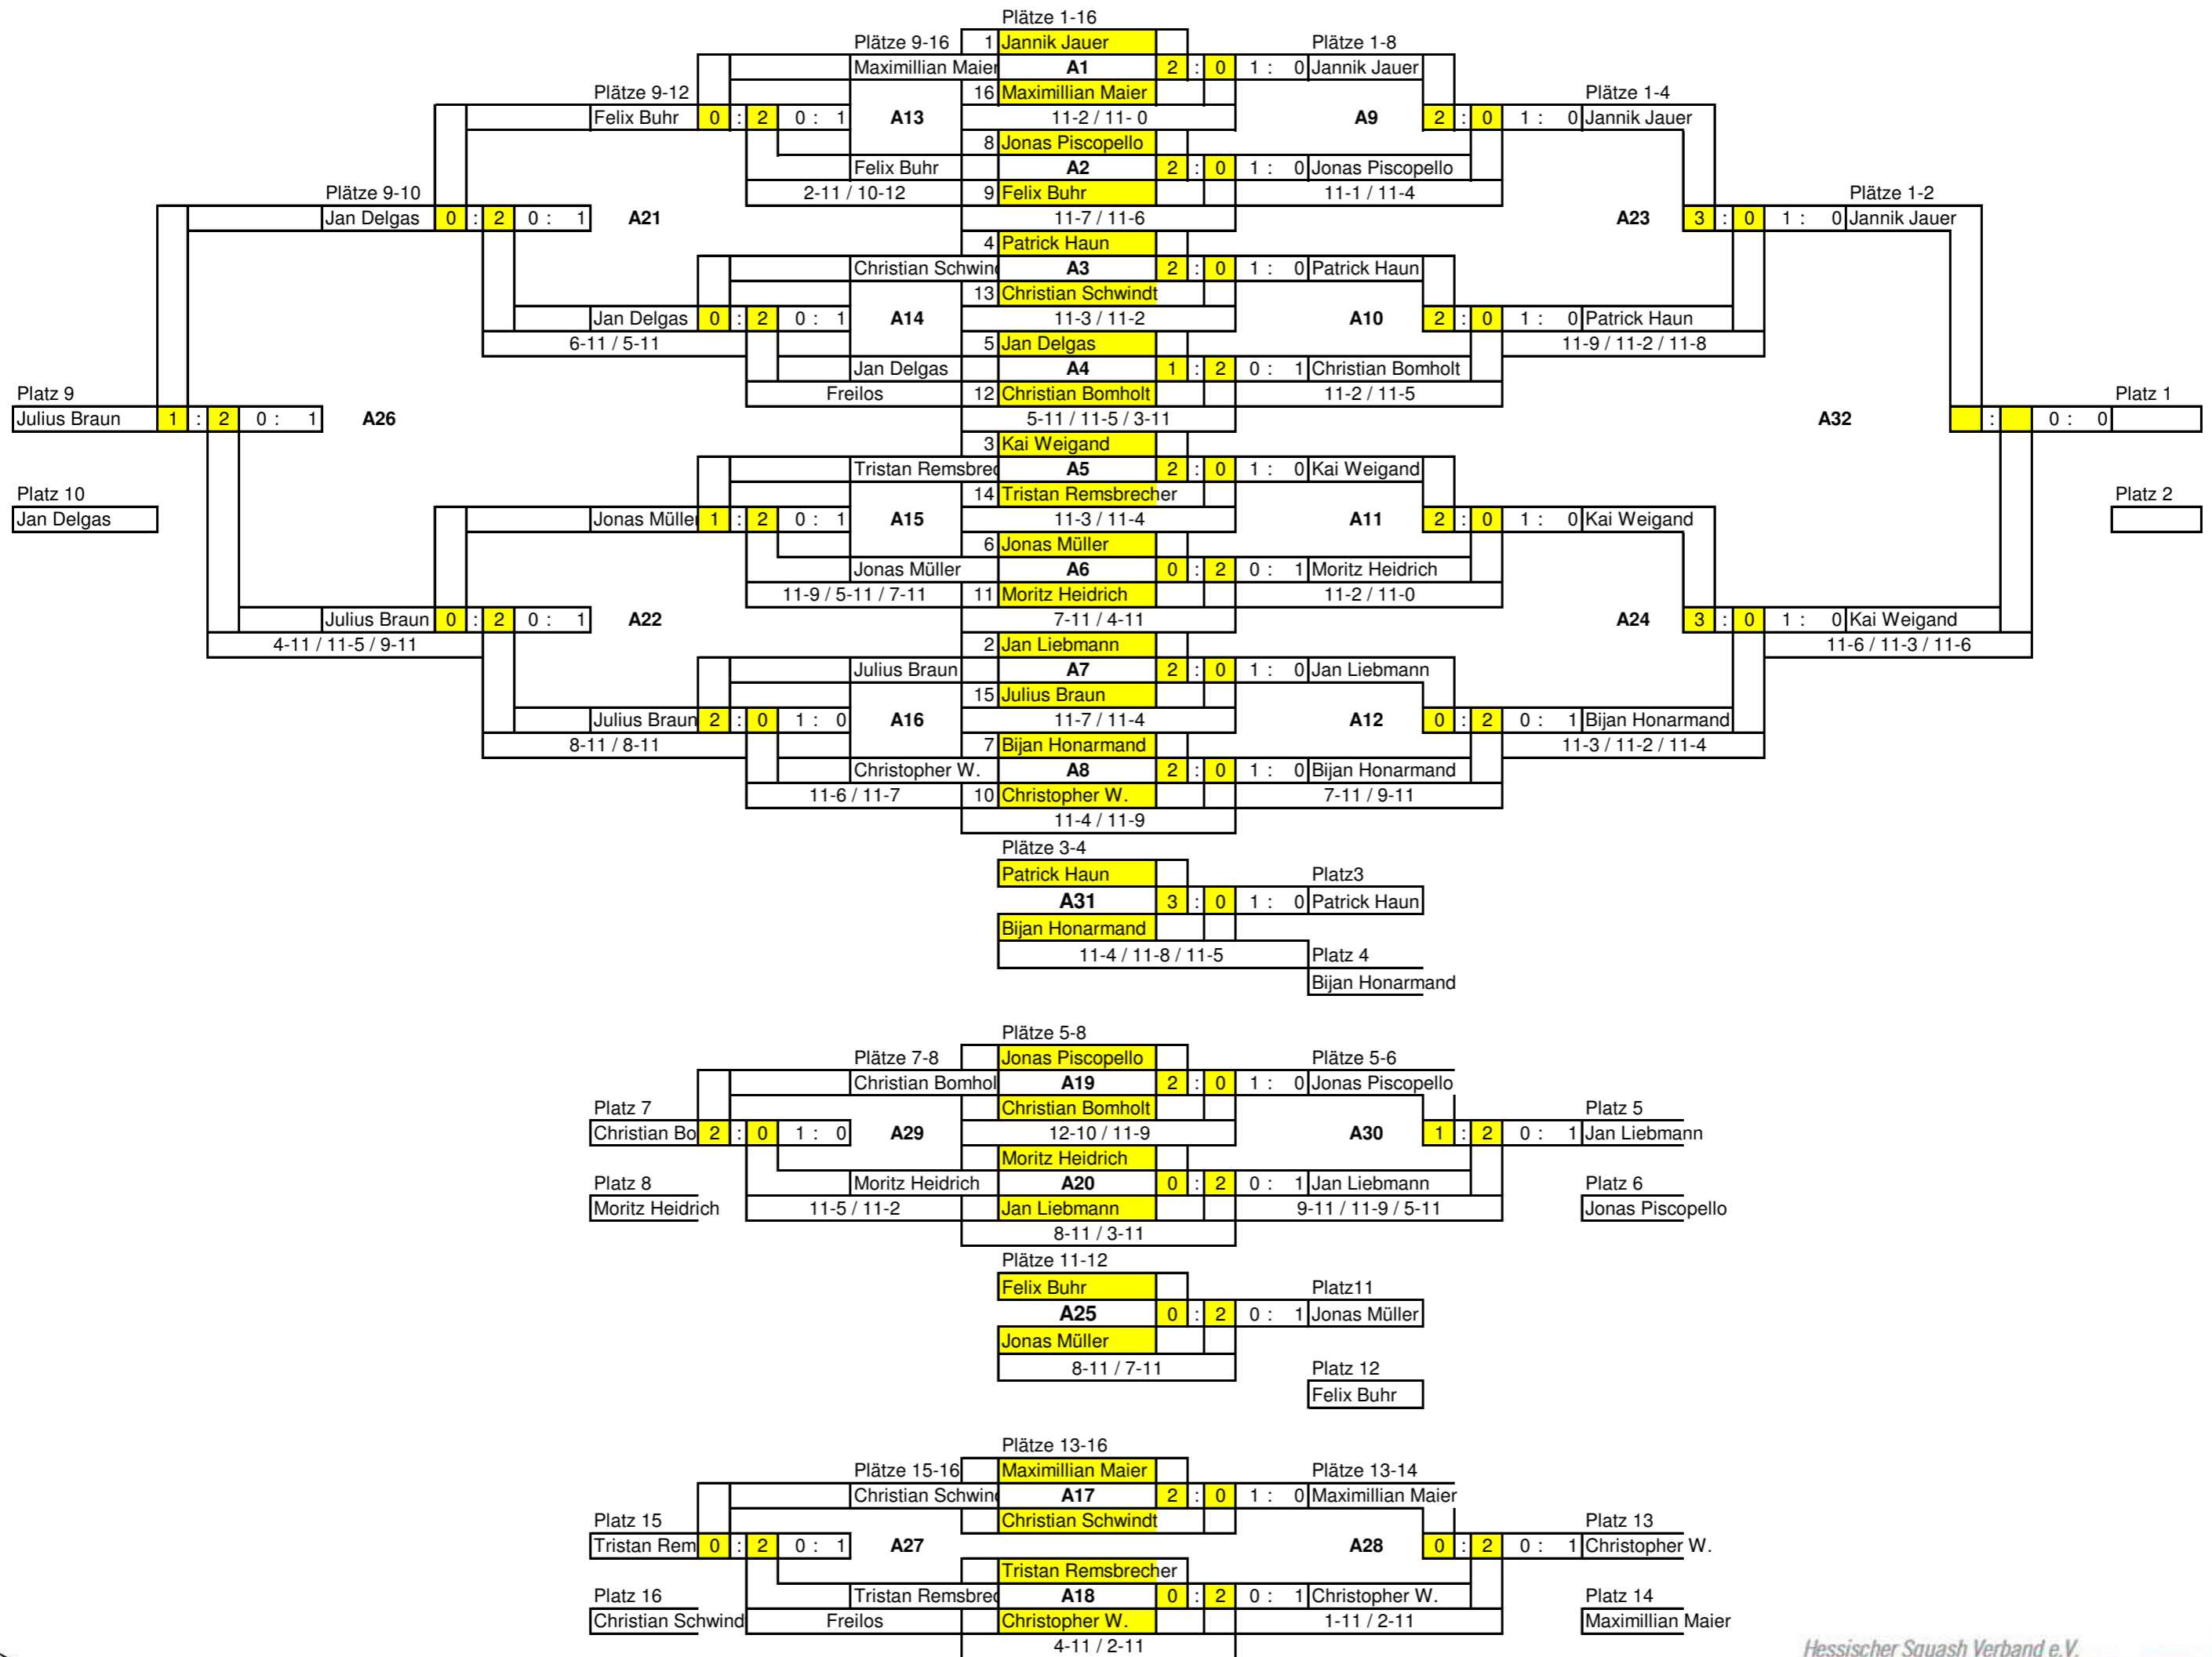 Plätze 1-16
Plätze 9-16 1 Jannik Jauer Plätze 1-8
Maximillian Maier A1 2 : 0 1 : 0 Jannik Jauer
Plätze 9-12 16 Maximillian Maier Plätze 1-4
Felix Buhr 0 : 2 0 : 1 A13 11-2 / 11- 0 A9 2 : 0 1 : 0 Jannik Jauer
8 Jonas Piscopello
Felix Buhr A2 2 : 0 1 : 0 Jonas Piscopello
Plätze 9-10 2-11 / 10-12 9 Felix Buhr 11-1 / 11-4 Plätze 1-2
Jan Delgas 0 : 2 0 : 1 A21 11-7 / 11-6 A23 3 : 0 1 : 0 Jannik Jauer
4 Patrick Haun
Christian Schwind A3 2 : 0 1 : 0 Patrick Haun
13 Christian Schwindt
Jan Delgas 0 : 2 0 : 1 A14 11-3 / 11-2 A10 2 : 0 1 : 0 Patrick Haun
6-11 / 5-11 5 Jan Delgas 11-9 / 11-2 / 11-8
Jan Delgas A4 1 : 2 0 : 1 Christian Bomholt
Platz 9 Freilos 12 Christian Bomholt 11-2 / 11-5 Platz 1
Julius Braun 1 : 2 0 : 1 A26 5-11 / 11-5 / 3-11 A32 : 0 : 0
3 Kai Weigand
Tristan Remsbrec A5 2 : 0 1 : 0 Kai Weigand
Platz 10 14 Tristan Remsbrecher Platz 2
Jan Delgas Jonas Müller 1 : 2 0 : 1 A15 11-3 / 11-4 A11 2 : 0 1 : 0 Kai Weigand
6 Jonas Müller
Jonas Müller A6 0 : 2 0 : 1 Moritz Heidrich
11-9 / 5-11 / 7-11 11 Moritz Heidrich 11-2 / 11-0
Julius Braun 0 : 2 0 : 1 A22 7-11 / 4-11 A24 3 : 0 1 : 0 Kai Weigand
4-11 / 11-5 / 9-11 2 Jan Liebmann 11-6 / 11-3 / 11-6
Julius Braun A7 2 : 0 1 : 0 Jan Liebmann
15 Julius Braun
Julius Braun 2 : 0 1 : 0 A16 11-7 / 11-4 A12 0 : 2 0 : 1 Bijan Honarmand
8-11 / 8-11 7 Bijan Honarmand 11-3 / 11-2 / 11-4
Christopher W. A8 2 : 0 1 : 0 Bijan Honarmand
11-6 / 11-7 10 Christopher W. 7-11 / 9-11
11-4 / 11-9
Plätze 3-4
Patrick Haun Platz3
A31 3 : 0 1 : 0 Patrick Haun
Bijan Honarmand
11-4 / 11-8 / 11-5 Platz 4
Bijan Honarmand
Plätze 5-8
Plätze 7-8 Jonas Piscopello Plätze 5-6
Christian Bomhol A19 2 : 0 1 : 0 Jonas Piscopello
Platz 7 Christian Bomholt Platz 5
Christian Bo 2 : 0 1 : 0 A29 12-10 / 11-9 A30 1 : 2 0 : 1 Jan Liebmann
Moritz Heidrich
Platz 8 Moritz Heidrich A20 0 : 2 0 : 1 Jan Liebmann Platz 6
Moritz Heidrich 11-5 / 11-2 Jan Liebmann 9-11 / 11-9 / 5-11 Jonas Piscopello
8-11 / 3-11
Plätze 11-12
Felix Buhr Platz11
A25 0 : 2 0 : 1 Jonas Müller
Jonas Müller
8-11 / 7-11 Platz 12
Felix Buhr
Plätze 13-16
Plätze 15-16 Maximillian Maier Plätze 13-14
Christian Schwind A17 2 : 0 1 : 0 Maximillian Maier
Platz 15 Christian Schwindt Platz 13
Tristan Rem 0 : 2 0 : 1 A27 A28 0 : 2 0 : 1 Christopher W.
Tristan Remsbrecher
Platz 16 Tristan Remsbrec A18 0 : 2 0 : 1 Christopher W. Platz 14
Christian Schwind Freilos Christopher W. 1-11 / 2-11 Maximillian Maier
4-11 / 2-11
Hessischer Squash Verband e.V.